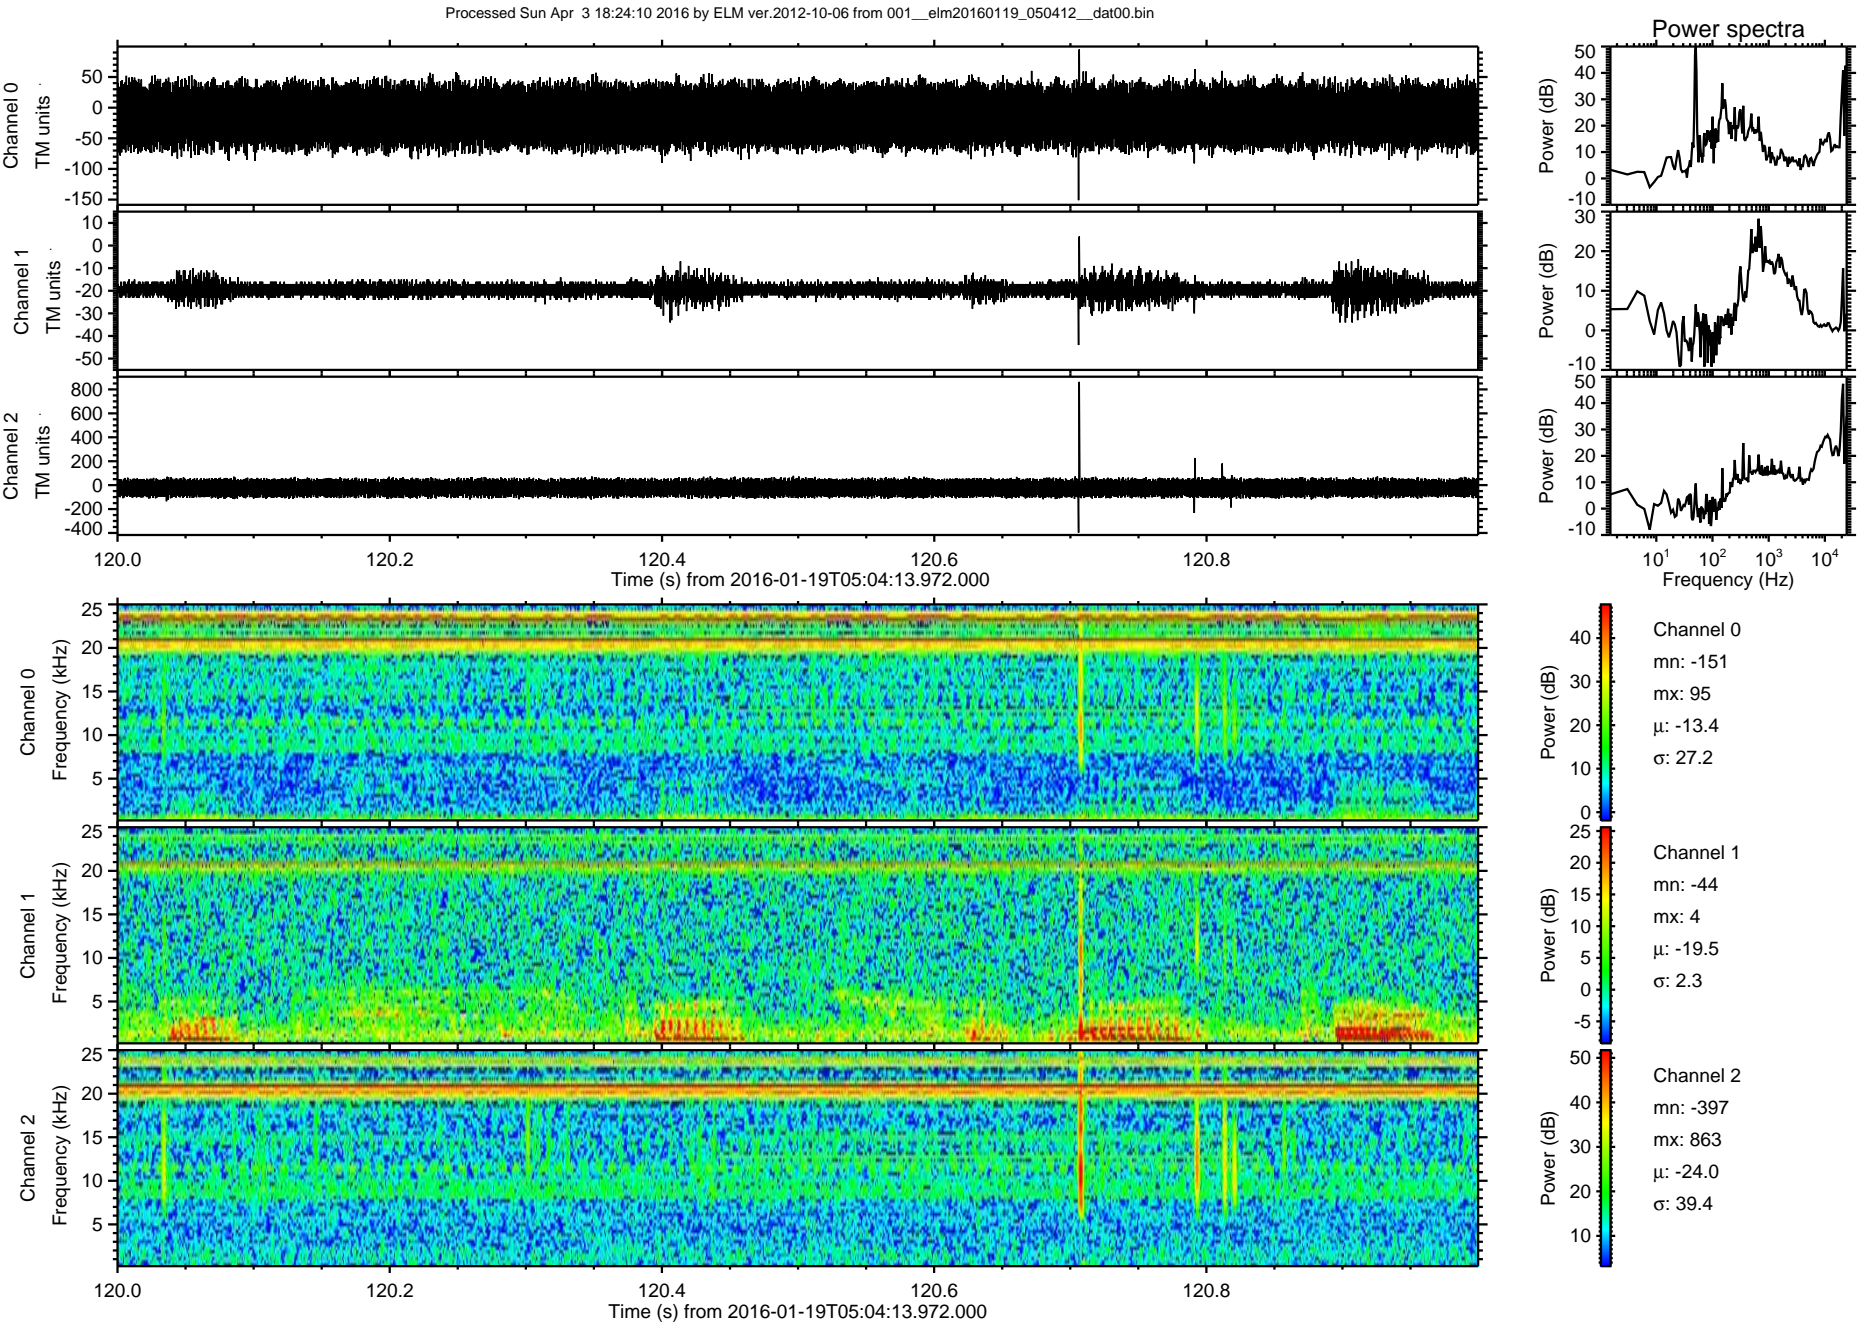 Processed Sun Apr 3 18:24:10 2016 by ELM ver.2012-10-06 from 001__elm20160119_050412__dat00.bin
Power spectra
Channel 0
TM units
50
0
-50
-100
-150
Power (dB)
50
40
30
20
10
0
-10
Channel 1
TM units
10
0
-10
-20
-30
-40
-50
Power (dB)
30
20
10
0
-10
Channel 2
TM units
800
600
400
200
0
-200
-400
Power (dB)
50
40
30
20
10
0
-10
120.0 120.2 120.4 120.6 120.8
Time (s) from 2016-01-19T05:04:13.972.000
10^1 10^2 10^3 10^4
Frequency (Hz)
Channel 0
Frequency (kHz)
25
20
15
10
5
Power (dB)
40
30
20
10
0
Channel 0
mn: -151
mx: 95
μ: -13.4
σ: 27.2
Channel 1
Frequency (kHz)
25
20
15
10
5
Power (dB)
25
20
15
10
5
0
-5
Channel 1
mn: -44
mx: 4
μ: -19.5
σ: 2.3
Channel 2
Frequency (kHz)
25
20
15
10
5
Power (dB)
50
40
30
20
10
Channel 2
mn: -397
mx: 863
μ: -24.0
σ: 39.4
120.0 120.2 120.4 120.6 120.8
Time (s) from 2016-01-19T05:04:13.972.000